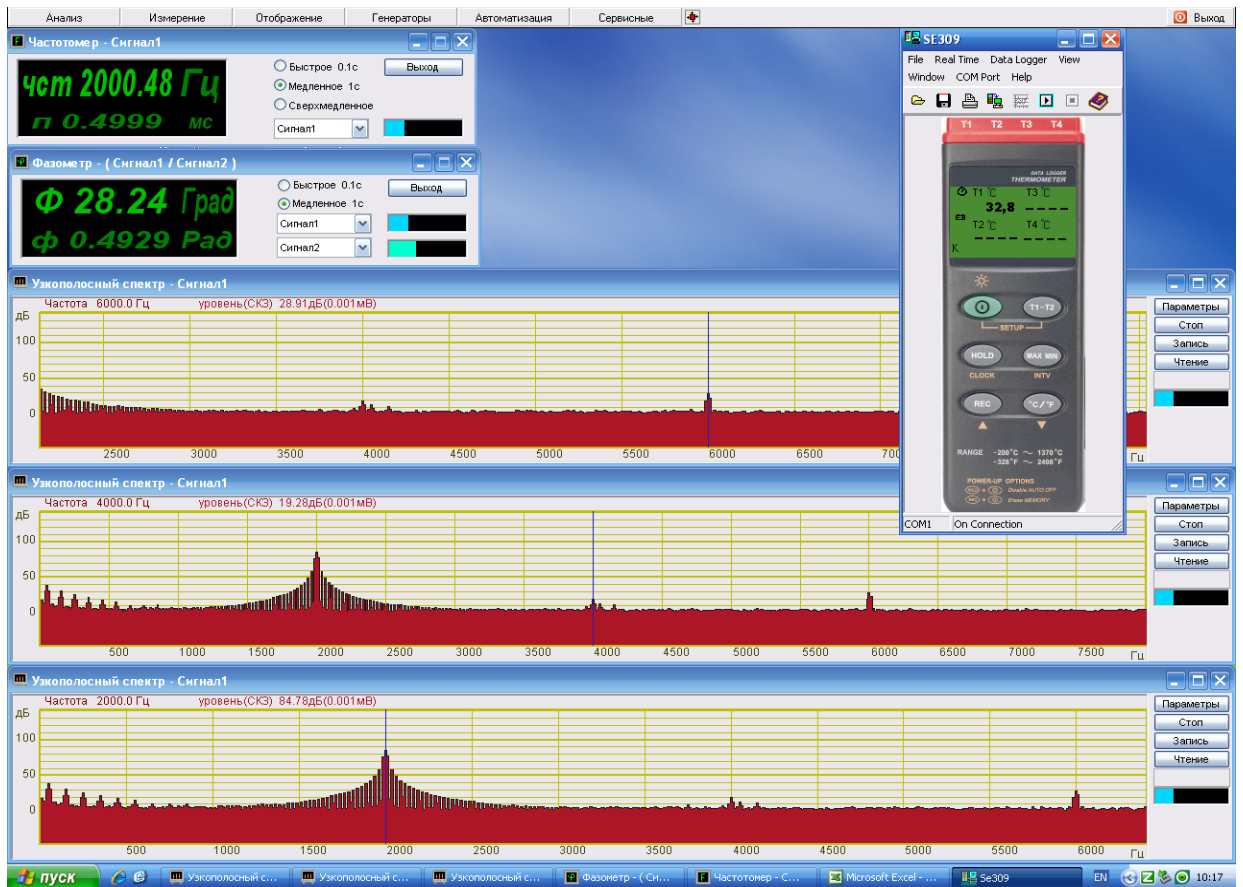 Анализ Измерение Отображение Генераторы Автоматизация Сервисные Выход
Частотомер - Сигнал1
чст 2000.48 Гц
п 0.4999 мс
Быстрое 0.1с
Медленное 1с
Сверхмедленное
Сигнал1
Выход
Фазометр - ( Сигнал1 / Сигнал2 )
Ф 28.24 Град
ф 0.4929 Рад
Быстрое 0.1с
Медленное 1с
Сигнал1
Сигнал2
Выход
SE309
File Real Time Data Logger View
Window COM Port Help
T1 T2 T3 T4
DATA LOGGER
THERMOMETER
T1 °C T3 °C
32,8 ----
T2 °C T4 °C
---- ----
K
T1-T2
SETUP
HOLD MAX MIN
CLOCK INTV
REC °C/°F
RANGE -200°C ~ 1370°C
-328°F ~ 2498°F
POWER-UP OPTIONS
Disable AUTO OFF
Erase MEMORY
COM1 On Connection
Узкополосный спектр - Сигнал1
Частота 6000.0 Гц уровень(СКЗ) 28.91дБ(0.001мВ)
дБ
100
50
0
2500 3000 3500 4000 4500 5000 5500 6000 6500 700
Гц
Параметры
Стоп
Запись
Чтение
Узкополосный спектр - Сигнал1
Частота 4000.0 Гц уровень(СКЗ) 19.28дБ(0.001мВ)
дБ
100
50
0
500 1000 1500 2000 2500 3000 3500 4000 4500 5000 5500 6000 6500 7000 7500 Гц
Параметры
Стоп
Запись
Чтение
Узкополосный спектр - Сигнал1
Частота 2000.0 Гц уровень(СКЗ) 84.78дБ(0.001мВ)
дБ
100
50
0
500 1000 1500 2000 2500 3000 3500 4000 4500 5000 5500 6000 Гц
Параметры
Стоп
Запись
Чтение
пуск Узкополосный с... Узкополосный с... Узкополосный с... Фазометр - ( Си... Частотомер - С... Microsoft Excel - ... Se309 EN 10:17